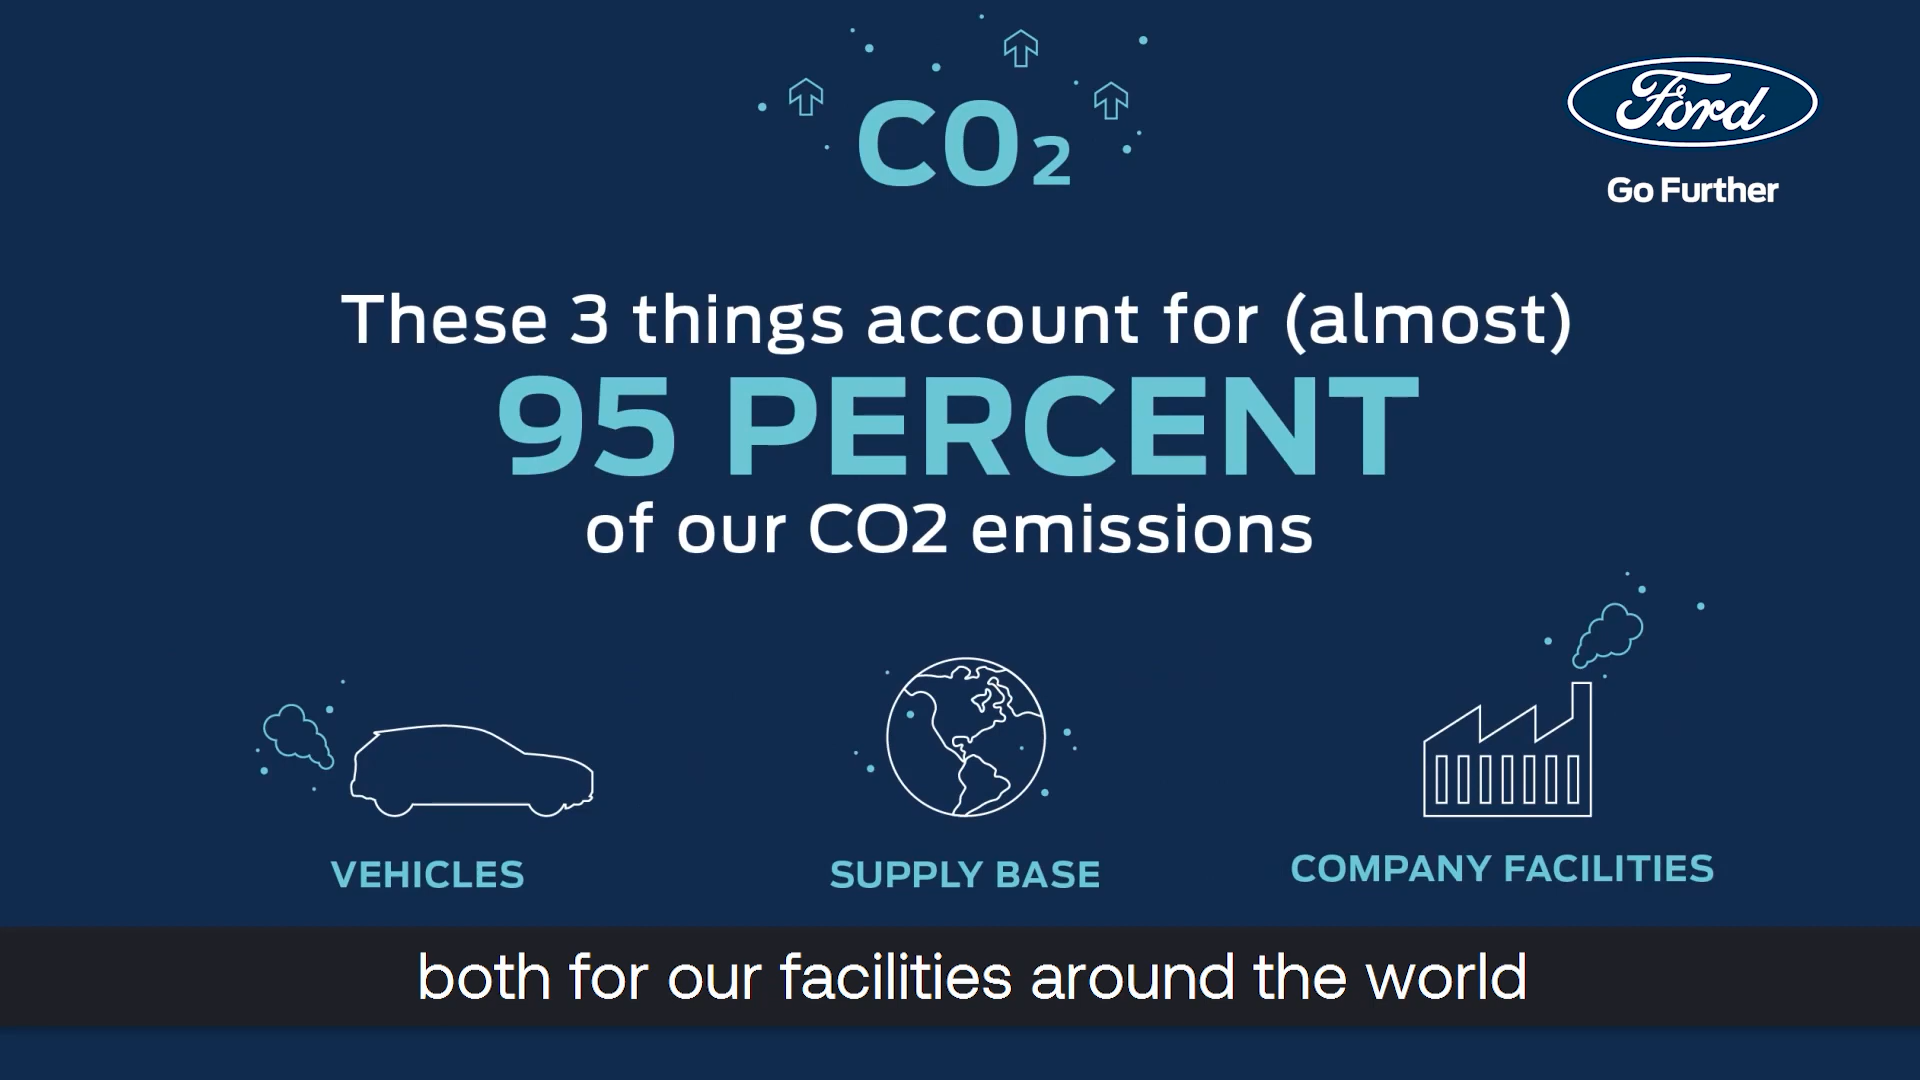 CO2
Ford
Go Further
These 3 things account for (almost)
95 PERCENT
of our CO2 emissions
VEHICLES
SUPPLY BASE
COMPANY FACILITIES
both for our facilities around the world